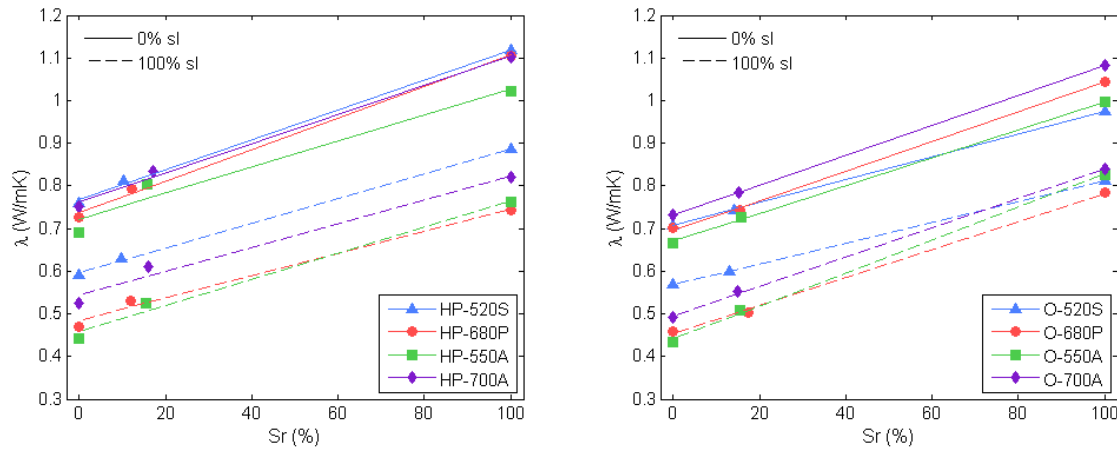 1.2
1.1
1
0.9
0.8
0.7
0.6
0.5
0.4
0.3
λ (W/mK)
0% sl
100% sl
HP-520S
HP-680P
HP-550A
HP-700A
0
20
40
60
80
100
Sr (%)
1.2
1.1
1
0.9
0.8
0.7
0.6
0.5
0.4
0.3
λ (W/mK)
0% sl
100% sl
O-520S
O-680P
O-550A
O-700A
0
20
40
60
80
100
Sr (%)